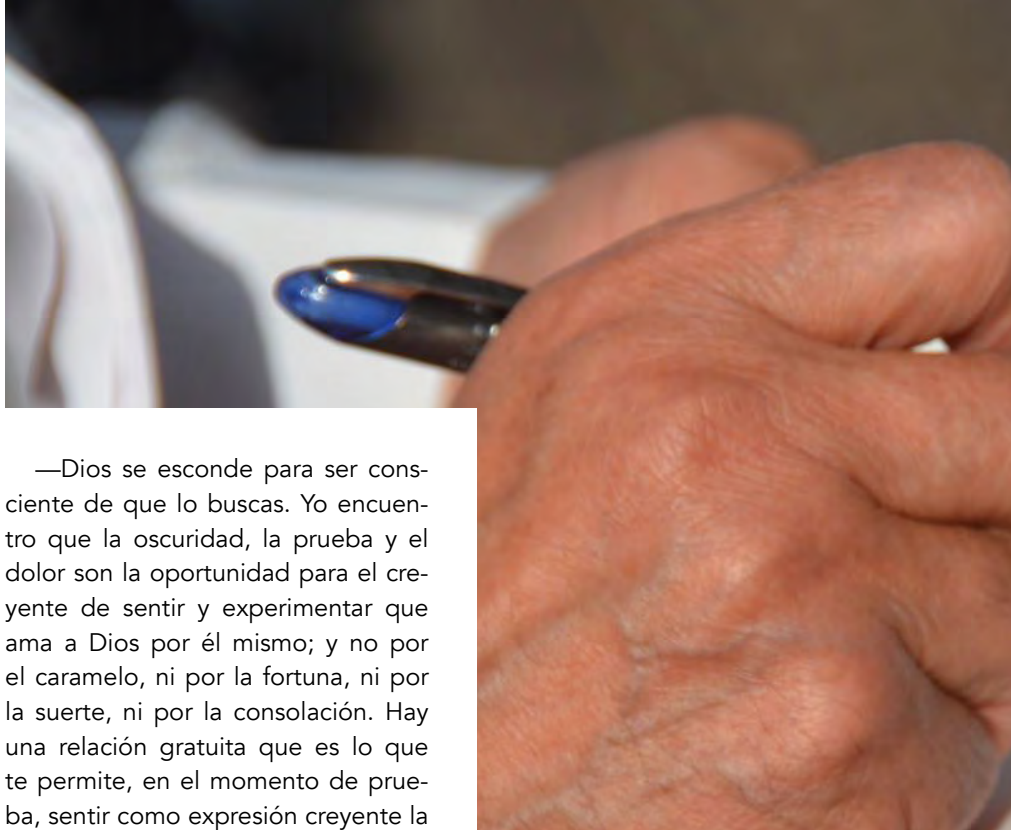 —Dios se esconde para ser cons-
ciente de que lo buscas. Yo encuen-
tro que la oscuridad, la prueba y el
dolor son la oportunidad para el cre-
yente de sentir y experimentar que
ama a Dios por él mismo; y no por
el caramelo, ni por la fortuna, ni por
la suerte, ni por la consolación. Hay
una relación gratuita que es lo que
te permite, en el momento de prue-
ba, sentir como expresión creyente la